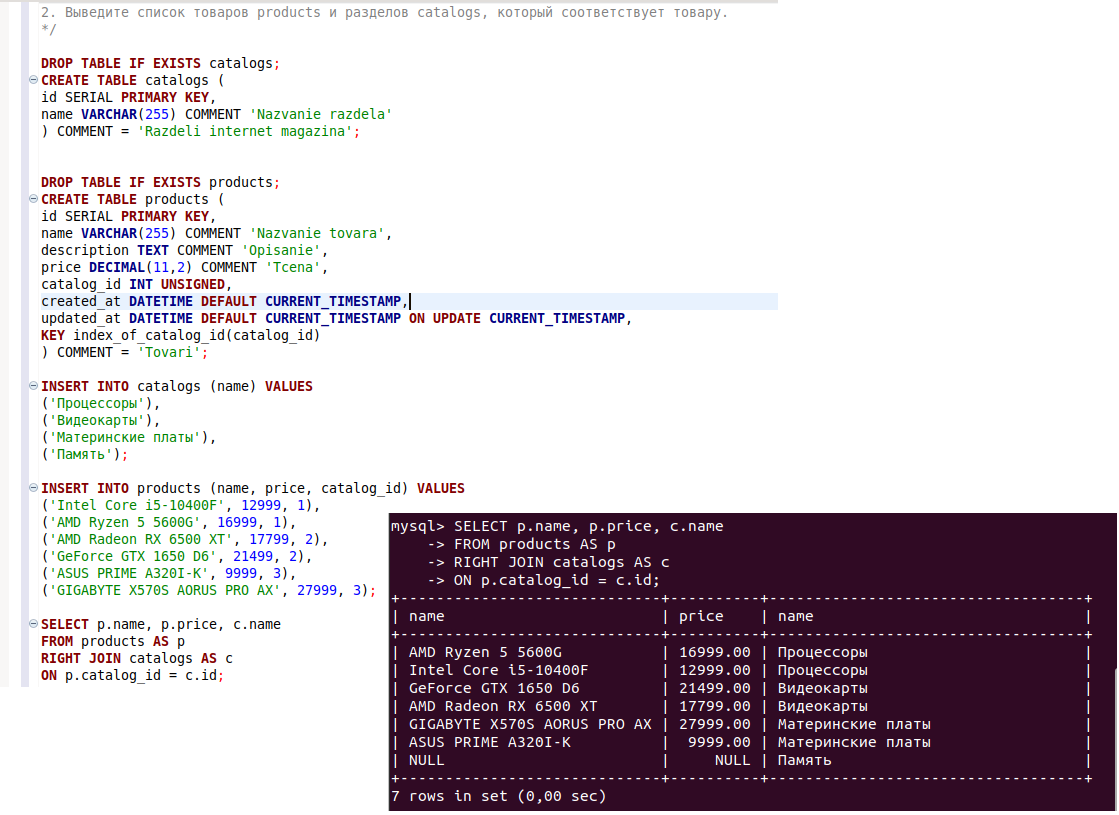 2. Выведите список товаров products и разделов catalogs, который соответствует товару.
*/
DROP TABLE IF EXISTS catalogs;
CREATE TABLE catalogs (
id SERIAL PRIMARY KEY,
name VARCHAR(255) COMMENT 'Nazvanie razdela'
) COMMENT = 'Razdeli internet magazina';
DROP TABLE IF EXISTS products;
CREATE TABLE products (
id SERIAL PRIMARY KEY,
name VARCHAR(255) COMMENT 'Nazvanie tovara',
description TEXT COMMENT 'Opisanie',
price DECIMAL(11,2) COMMENT 'Tcena',
catalog_id INT UNSIGNED,
created_at DATETIME DEFAULT CURRENT_TIMESTAMP,
updated_at DATETIME DEFAULT CURRENT_TIMESTAMP ON UPDATE CURRENT_TIMESTAMP,
KEY index_of_catalog_id(catalog_id)
) COMMENT = 'Tovari';
INSERT INTO catalogs (name) VALUES
('Процессоры'),
('Видеокарты'),
('Материнские платы'),
('Память');
INSERT INTO products (name, price, catalog_id) VALUES
('Intel Core i5-10400F', 12999, 1),
('AMD Ryzen 5 5600G', 16999, 1),
('AMD Radeon RX 6500 XT', 17799, 2),
('GeForce GTX 1650 D6', 21499, 2),
('ASUS PRIME A320I-K', 9999, 3),
('GIGABYTE X570S AORUS PRO AX', 27999, 3);
SELECT p.name, p.price, c.name
FROM products AS p
RIGHT JOIN catalogs AS c
ON p.catalog_id = c.id;
mysql> SELECT p.name, p.price, c.name
-> FROM products AS p
-> RIGHT JOIN catalogs AS c
-> ON p.catalog_id = c.id;
+-----------------------------+----------+-----------------------------------+
| name | price | name |
+-----------------------------+----------+-----------------------------------+
| AMD Ryzen 5 5600G | 16999.00 | Процессоры |
| Intel Core i5-10400F | 12999.00 | Процессоры |
| GeForce GTX 1650 D6 | 21499.00 | Видеокарты |
| AMD Radeon RX 6500 XT | 17799.00 | Видеокарты |
| GIGABYTE X570S AORUS PRO AX | 27999.00 | Материнские платы |
| ASUS PRIME A320I-K | 9999.00 | Материнские платы |
| NULL | NULL | Память |
+-----------------------------+----------+-----------------------------------+
7 rows in set (0,00 sec)